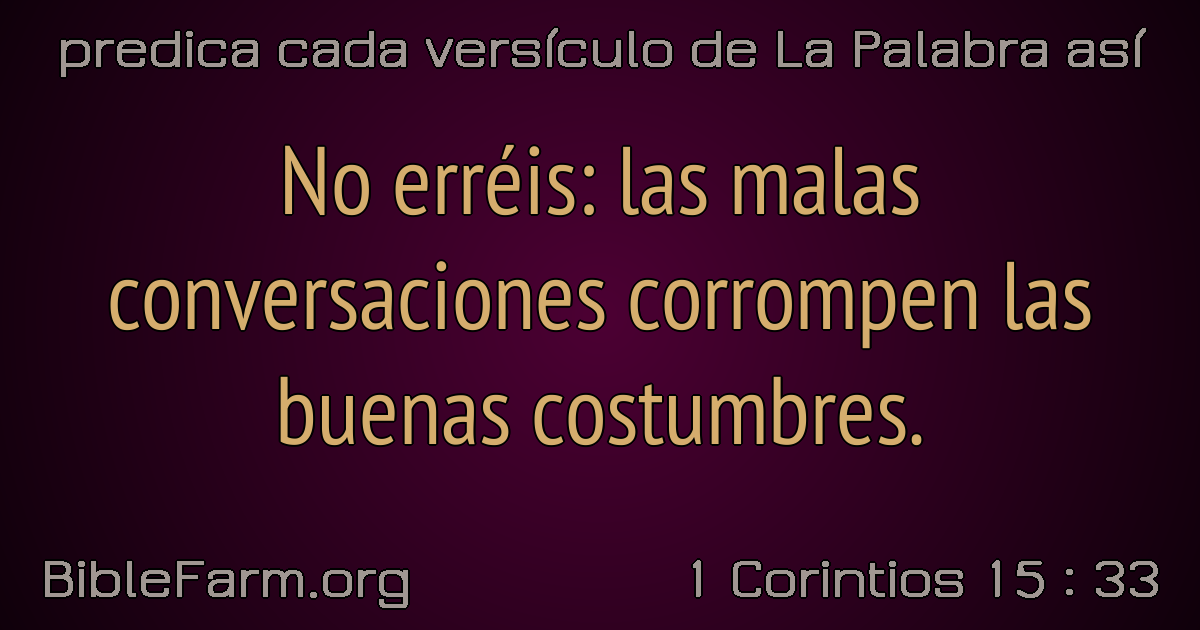 predica cada versículo de La Palabra así
No erréis: las malas
conversaciones corrompen las
buenas costumbres.
BibleFarm.org
1 Corintios 15 : 33